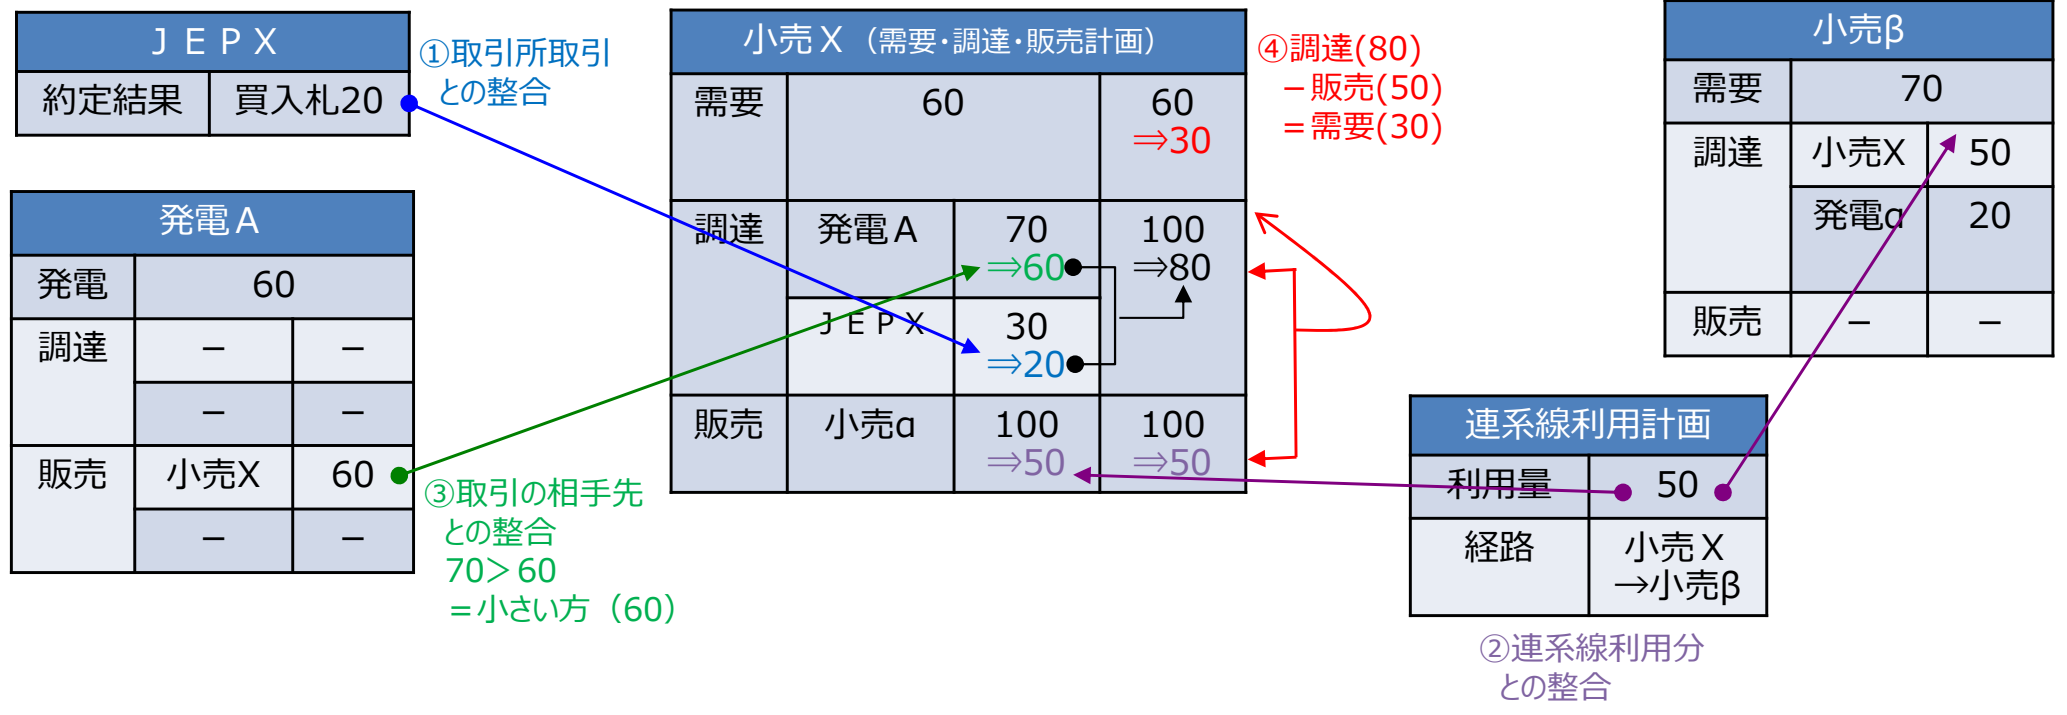 ＪＥＰＸ
約定結果 買入札20
①取引所取引
との整合
発電Ａ
発電 60
調達 － －
－ －
販売 小売X 60
－ －
③取引の相手先
との整合
70＞60
＝小さい方（60）
小売Ｘ（需要・調達・販売計画）
需要 60 60
⇒30
調達 発電Ａ 70 100
⇒60 ⇒80
ＪＥＰＸ 30
⇒20
販売 小売α 100 100
⇒50 ⇒50
④調達(80)
－販売(50)
＝需要(30)
小売β
需要 70
調達 小売X 50
発電α 20
販売 － －
連系線利用計画
利用量 50
経路 小売Ｘ
→小売β
②連系線利用分
との整合